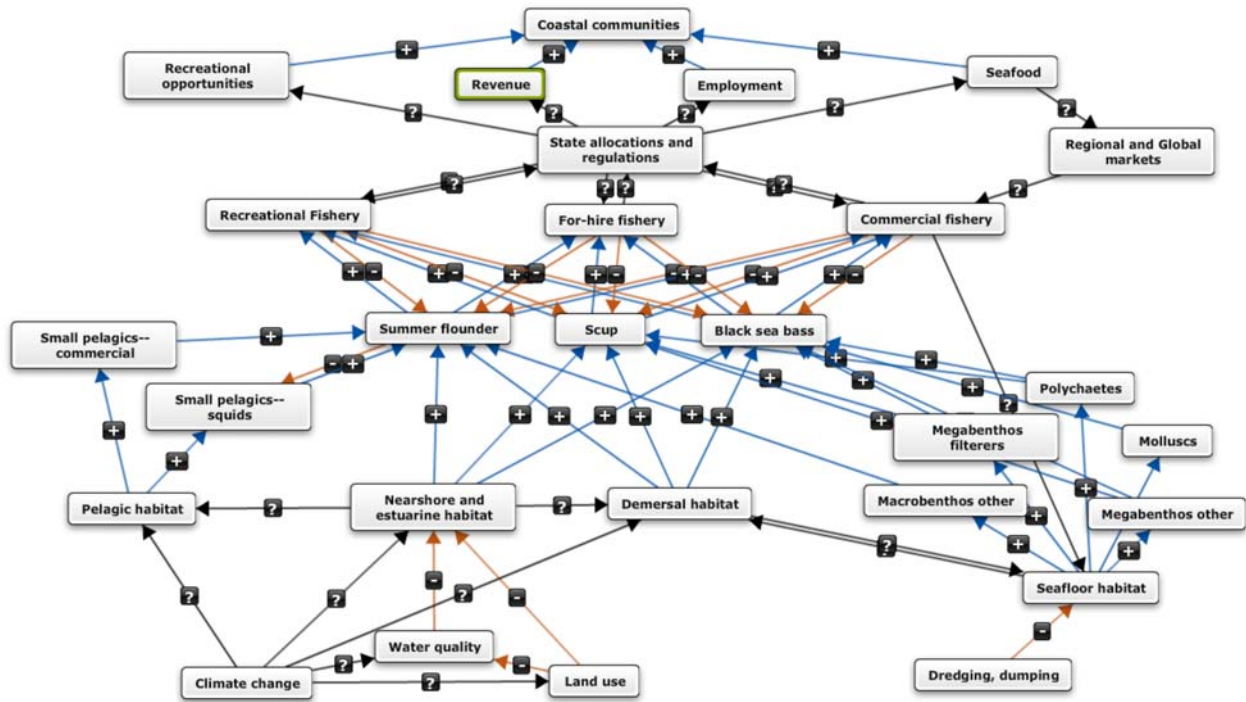 Coastal communities
+
+
+
+
Recreational
opportunities
Revenue
Employment
Seafood
?
?
?
?
?
State allocations and
regulations
Regional and Global
markets
?
?
?
?
?
?
Recreational Fishery
For-hire fishery
Commercial fishery
+
-
+
-
+
-
+
-
-
+
-
+
+
-
Summer flounder
Scup
Black sea bass
Small pelagics--
commercial
+
-
+
+
+
+
+
+
Small pelagics--
squids
Polychaetes
?
+
+
+
+
+
+
+
+
+
+
Megabenthos
filterers
Molluscs
+
Pelagic habitat
?
Nearshore and
estuarine habitat
?
Demersal habitat
Macrobenthos other
+
Megabenthos other
+
?
+
+
-
Seafloor habitat
?
?
?
-
-
Water quality
?
-
?
Climate change
Land use
Dredging, dumping